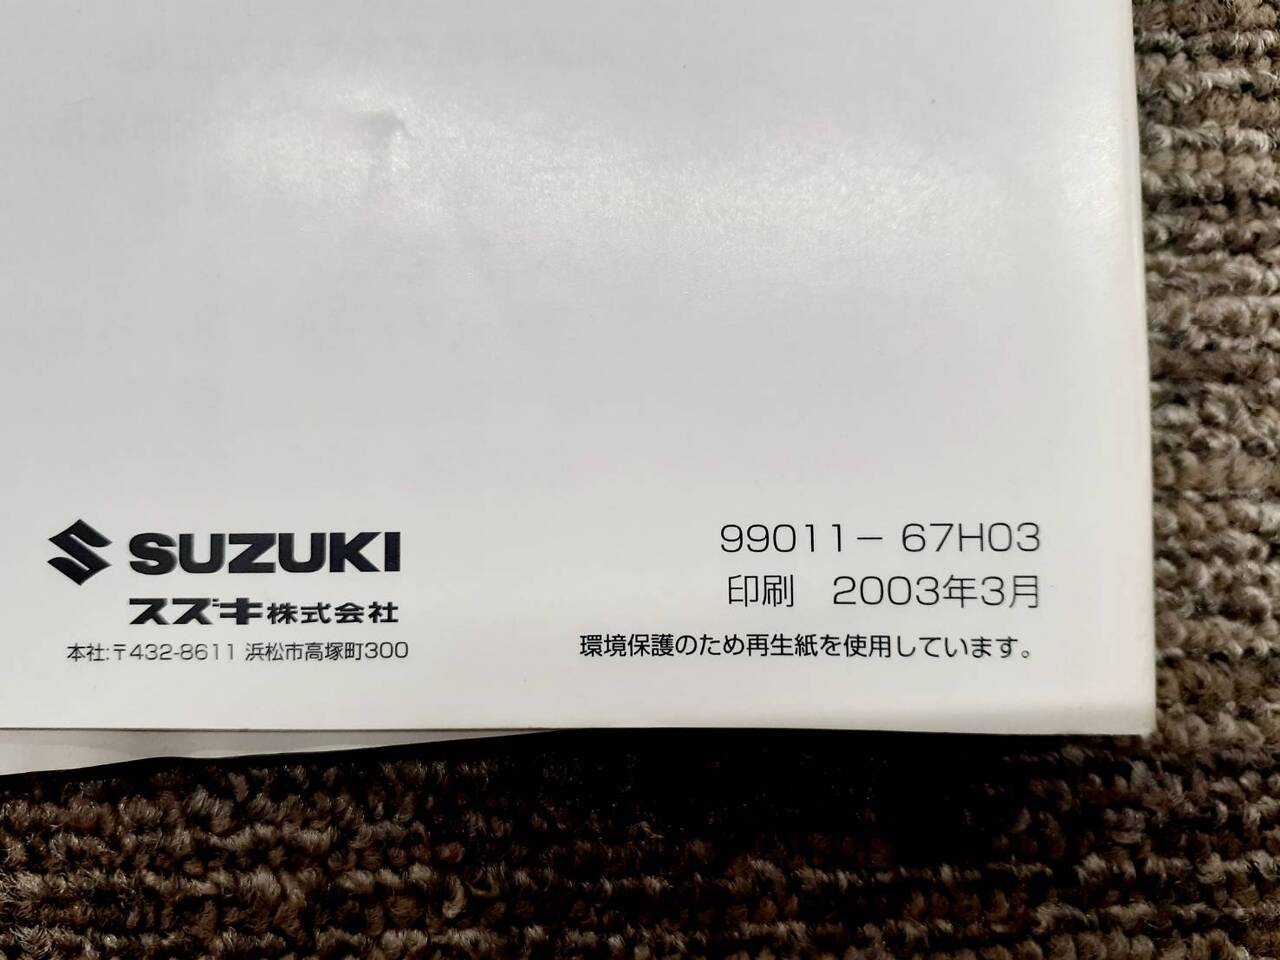 SUZUKI
スズキ株式会社
本社:〒432-8611 浜松市高塚町300
99011－67H03
印刷　2003年3月
環境保護のため再生紙を使用しています。